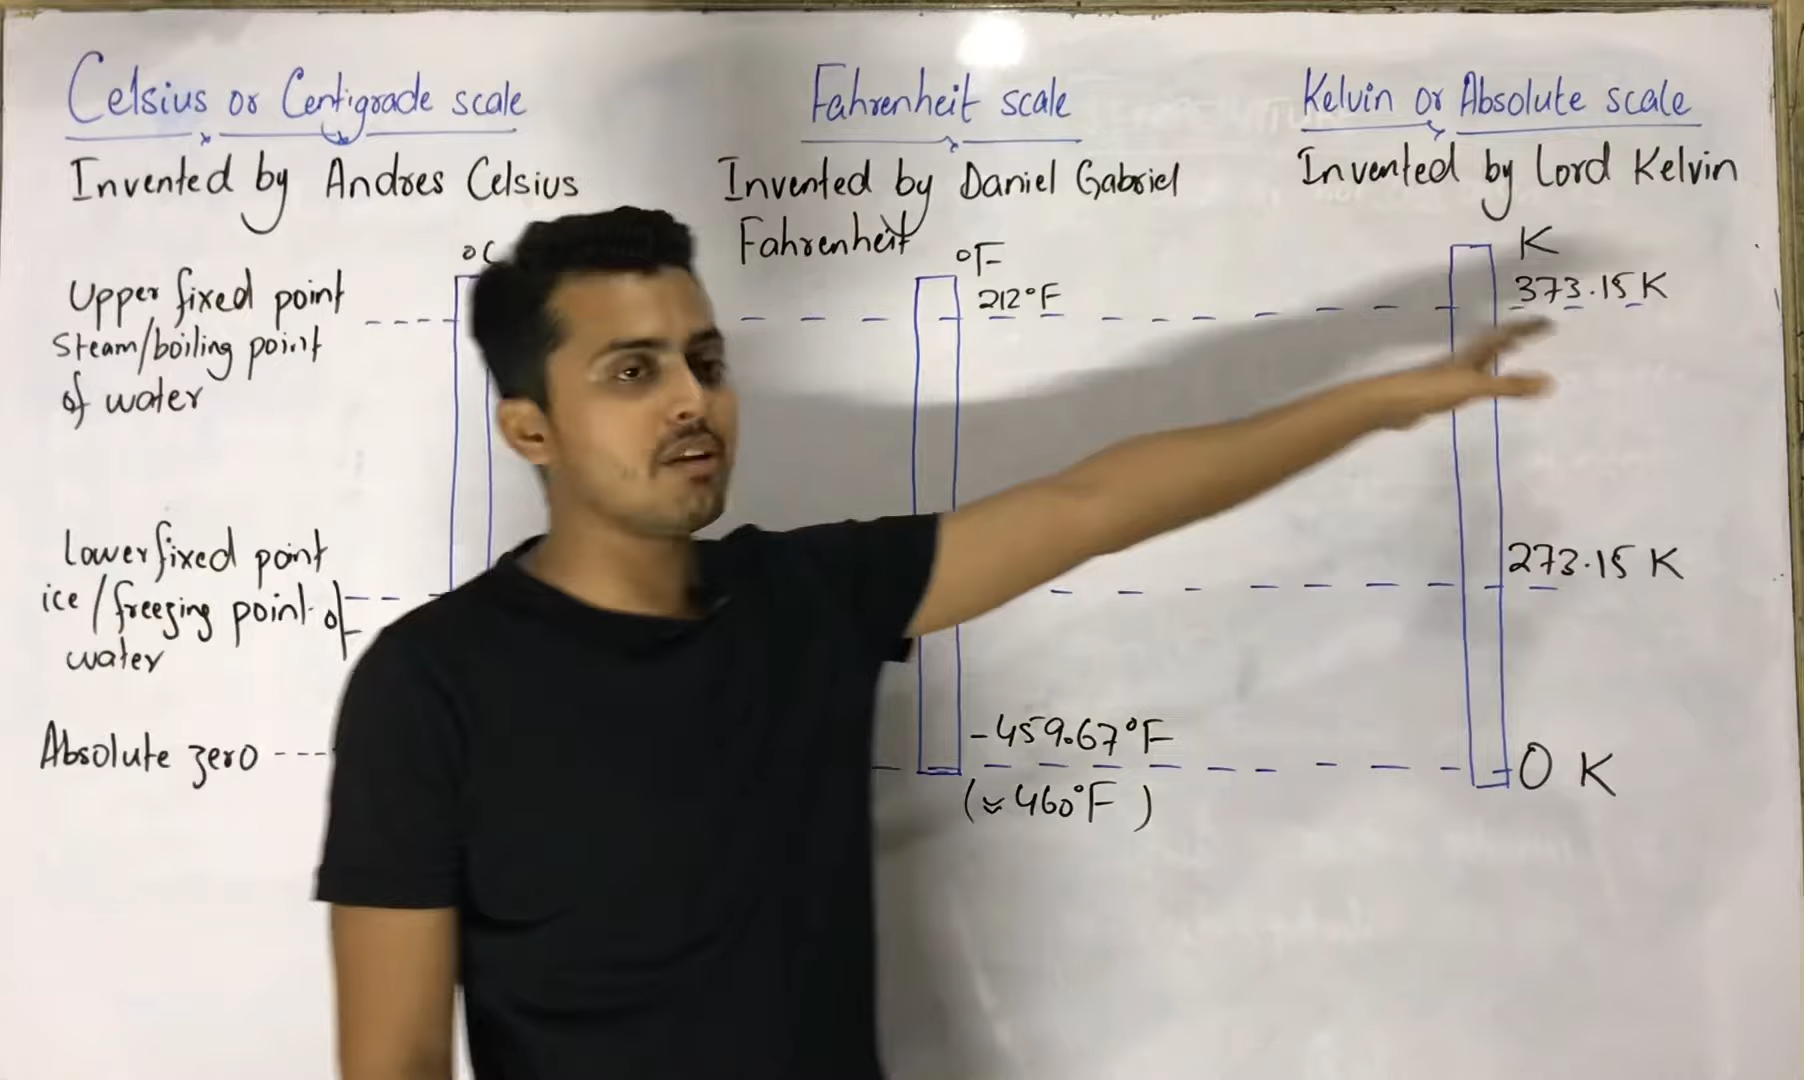 Celsius or Centigrade scale
Invented by Andres Celsius
°C
Upper fixed point
Steam/boiling point
of water
Lower fixed point
ice/freezing point of
water
Absolute zero
Fahrenheit scale
Invented by Daniel Gabriel
Fahrenheit
°F
212°F
-459.67°F
(≈460°F)
Kelvin or Absolute scale
Invented by Lord Kelvin
K
373.15 K
273.15 K
0 K